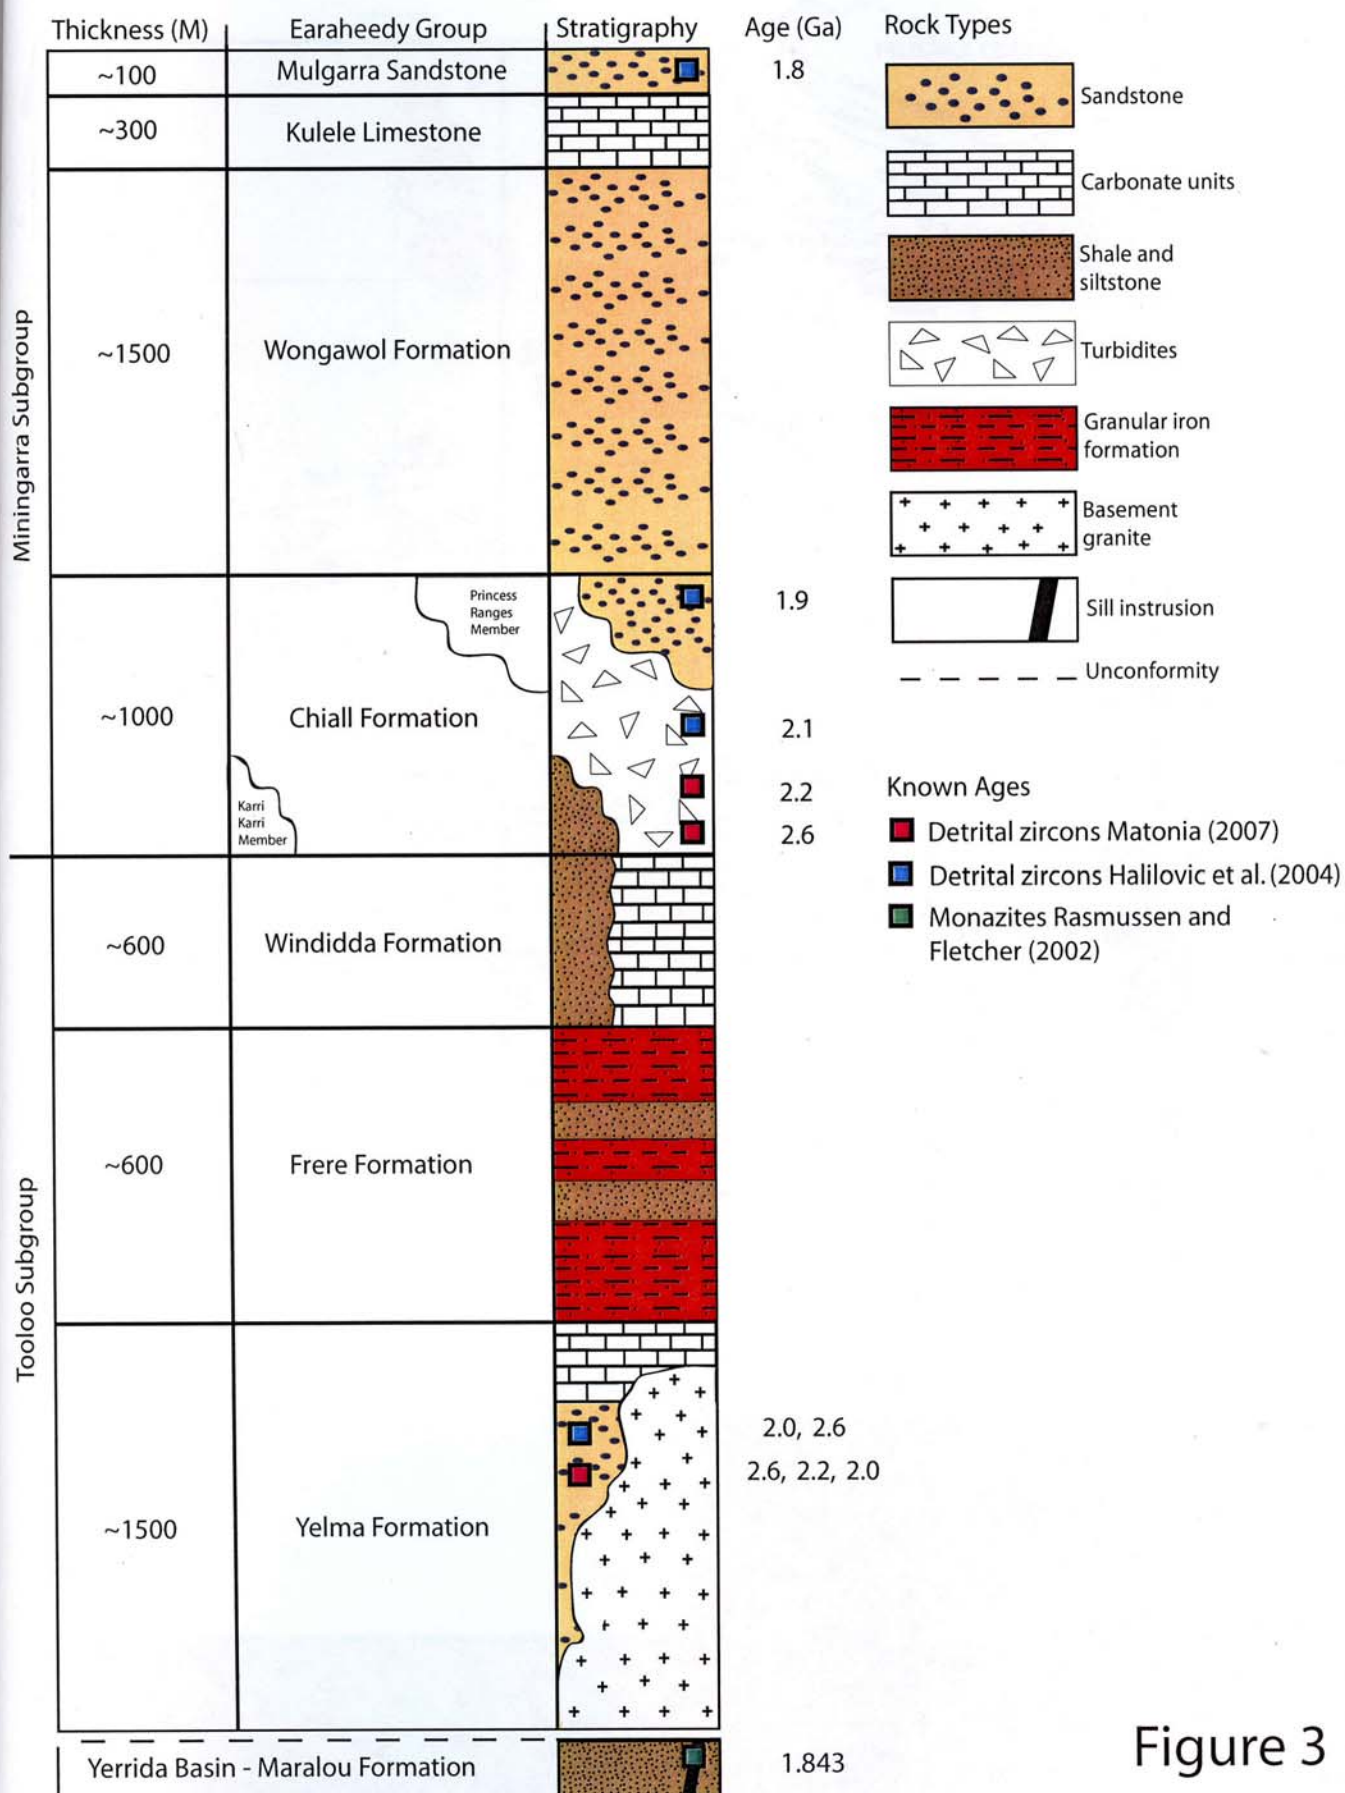 Thickness (M)
Earaheedy Group
Stratigraphy
Age (Ga)
Rock Types
~100
Mulgarra Sandstone
1.8
~300
Kulele Limestone
~1500
Wongawol Formation
Miningarra Subgroup
Princess
Ranges
Member
1.9
~1000
Chiall Formation
2.1
2.2
Karri
Karri
Member
2.6
~600
Windidda Formation
~600
Frere Formation
Tooloo Subgroup
2.0, 2.6
2.6, 2.2, 2.0
~1500
Yelma Formation
Yerrida Basin - Maralou Formation
1.843
Sandstone
Carbonate units
Shale and
siltstone
Turbidites
Granular iron
formation
Basement
granite
Sill instrusion
Unconformity
Known Ages
Detrital zircons Matonia (2007)
Detrital zircons Halilovic et al. (2004)
Monazites Rasmussen and
Fletcher (2002)
Figure 3